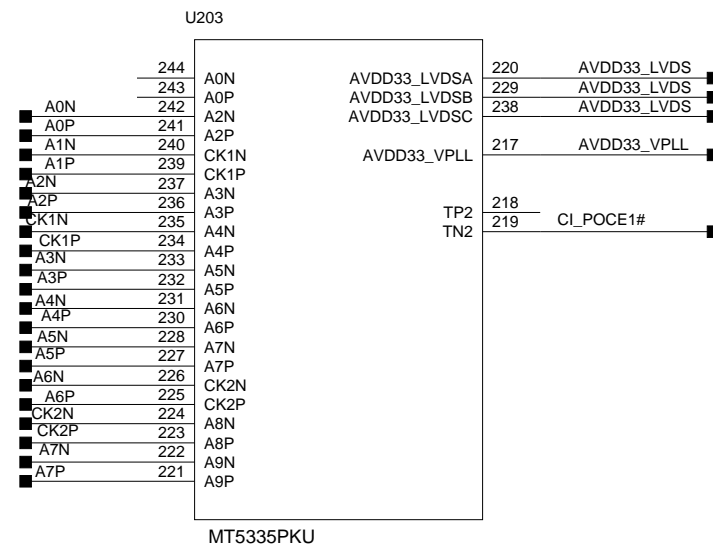 U203
244 A0N AVDD33_LVDSA 220 AVDD33_LVDS
243 A0P AVDD33_LVDSB 229 AVDD33_LVDS
A0N 242 A2N AVDD33_LVDSC 238 AVDD33_LVDS
A0P 241 A2P
A1N 240 CK1N AVDD33_VPLL 217 AVDD33_VPLL
A1P 239 CK1P
A2N 237 A3N
A2P 236 A3P TP2 218
CK1N 235 A4N TN2 219 CI_POCE1#
CK1P 234 A4P
A3N 233 A5N
A3P 232 A5P
A4N 231 A6N
A4P 230 A6P
A5N 228 A7N
A5P 227 A7P
A6N 226 CK2N
A6P 225 CK2P
CK2N 224 A8N
CK2P 223 A8P
A7N 222 A9N
A7P 221 A9P
MT5335PKU